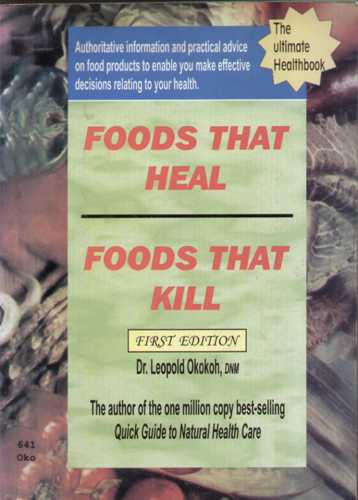 Authoritative information and practical advice
on food products to enable you make effective
decisions relating to your health.
The
ultimate
Healthbook
FOODS THAT
HEAL
FOODS THAT
KILL
FIRST EDITION
Dr. Leopold Okokoh, DNM
The author of the one million copy best-selling
Quick Guide to Natural Health Care
641
Oko